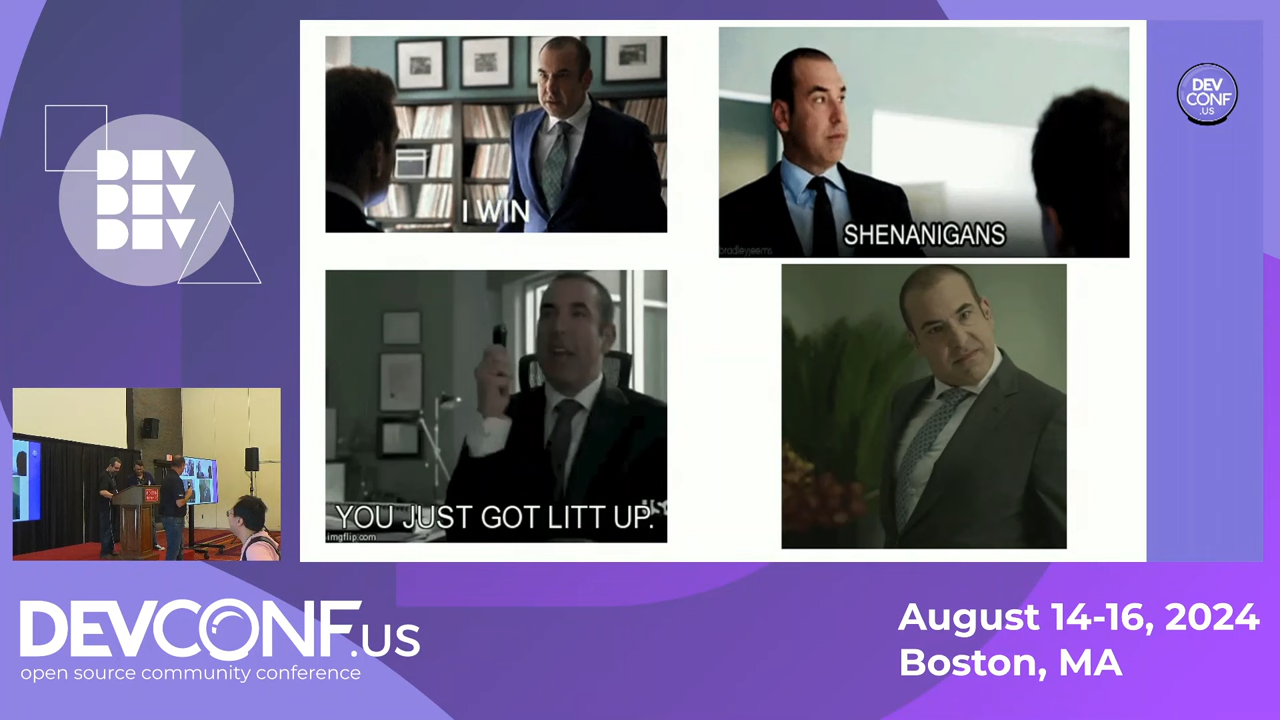 DEV
DEV
DEV
I WIN
SHENANIGANS
bradleyjeems
YOU JUST GOT LITT UP.
imgflip.com
DEV
CONF
.US
DEVCONF.US
open source community conference
August 14-16, 2024
Boston, MA